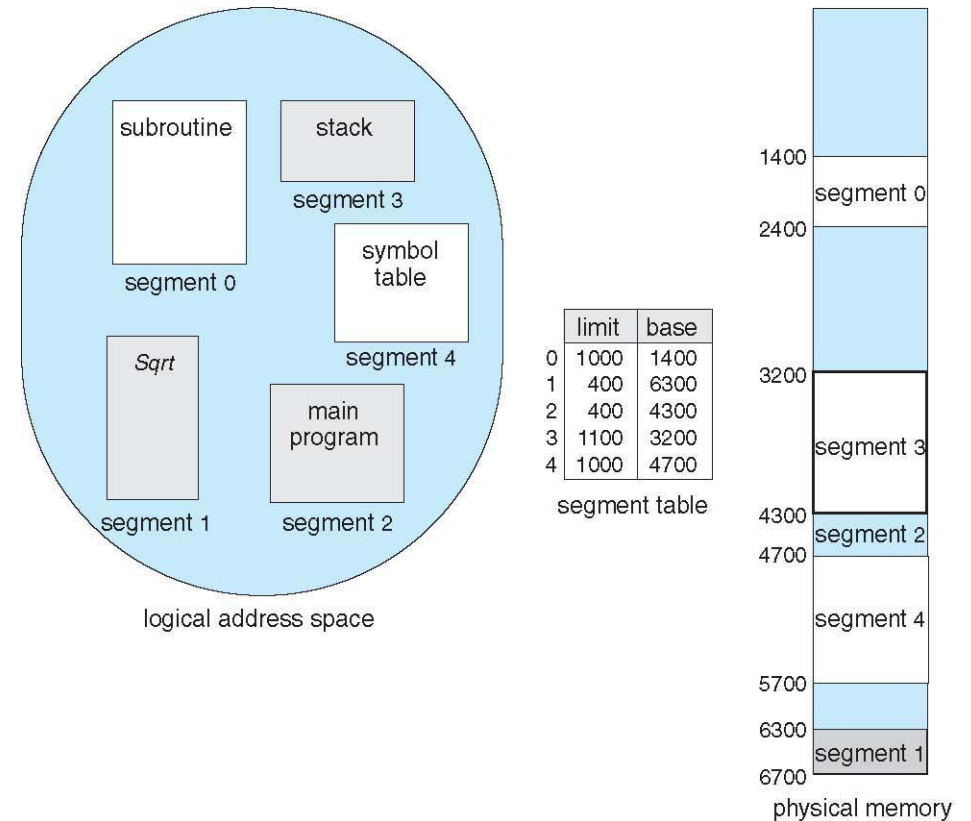 subroutine
segment 0
stack
segment 3
symbol
table
segment 4
Sqrt
segment 1
main
program
segment 2
logical address space
limit base
0 1000 1400
1 400 6300
2 400 4300
3 1100 3200
4 1000 4700
segment table
1400
segment 0
2400
3200
segment 3
4300
segment 2
4700
segment 4
5700
6300
segment 1
6700
physical memory